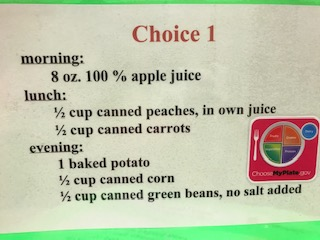 Choice 1
morning:
8 oz. 100 % apple juice
lunch:
½ cup canned peaches, in own juice
½ cup canned carrots
evening:
1 baked potato
½ cup canned corn
½ cup canned green beans, no salt added
Fruits
Grains
Vegetables
Protein
Dairy
ChooseMyPlate.gov